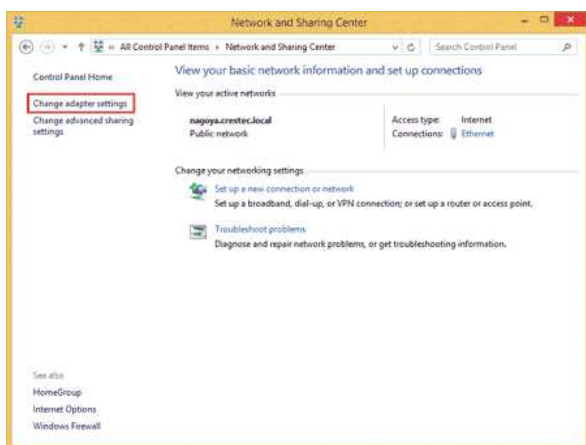 Network and Sharing Center
« All Control Panel Items › Network and Sharing Center
Search Control Panel
Control Panel Home
Change adapter settings
Change advanced sharing
settings
View your basic network information and set up connections
View your active networks
nagoya.crestec.local
Public network
Access type: Internet
Connections: Ethernet
Change your networking settings
Set up a new connection or network
Set up a broadband, dial-up, or VPN connection; or set up a router or access point.
Troubleshoot problems
Diagnose and repair network problems, or get troubleshooting information.
See also
HomeGroup
Internet Options
Windows Firewall